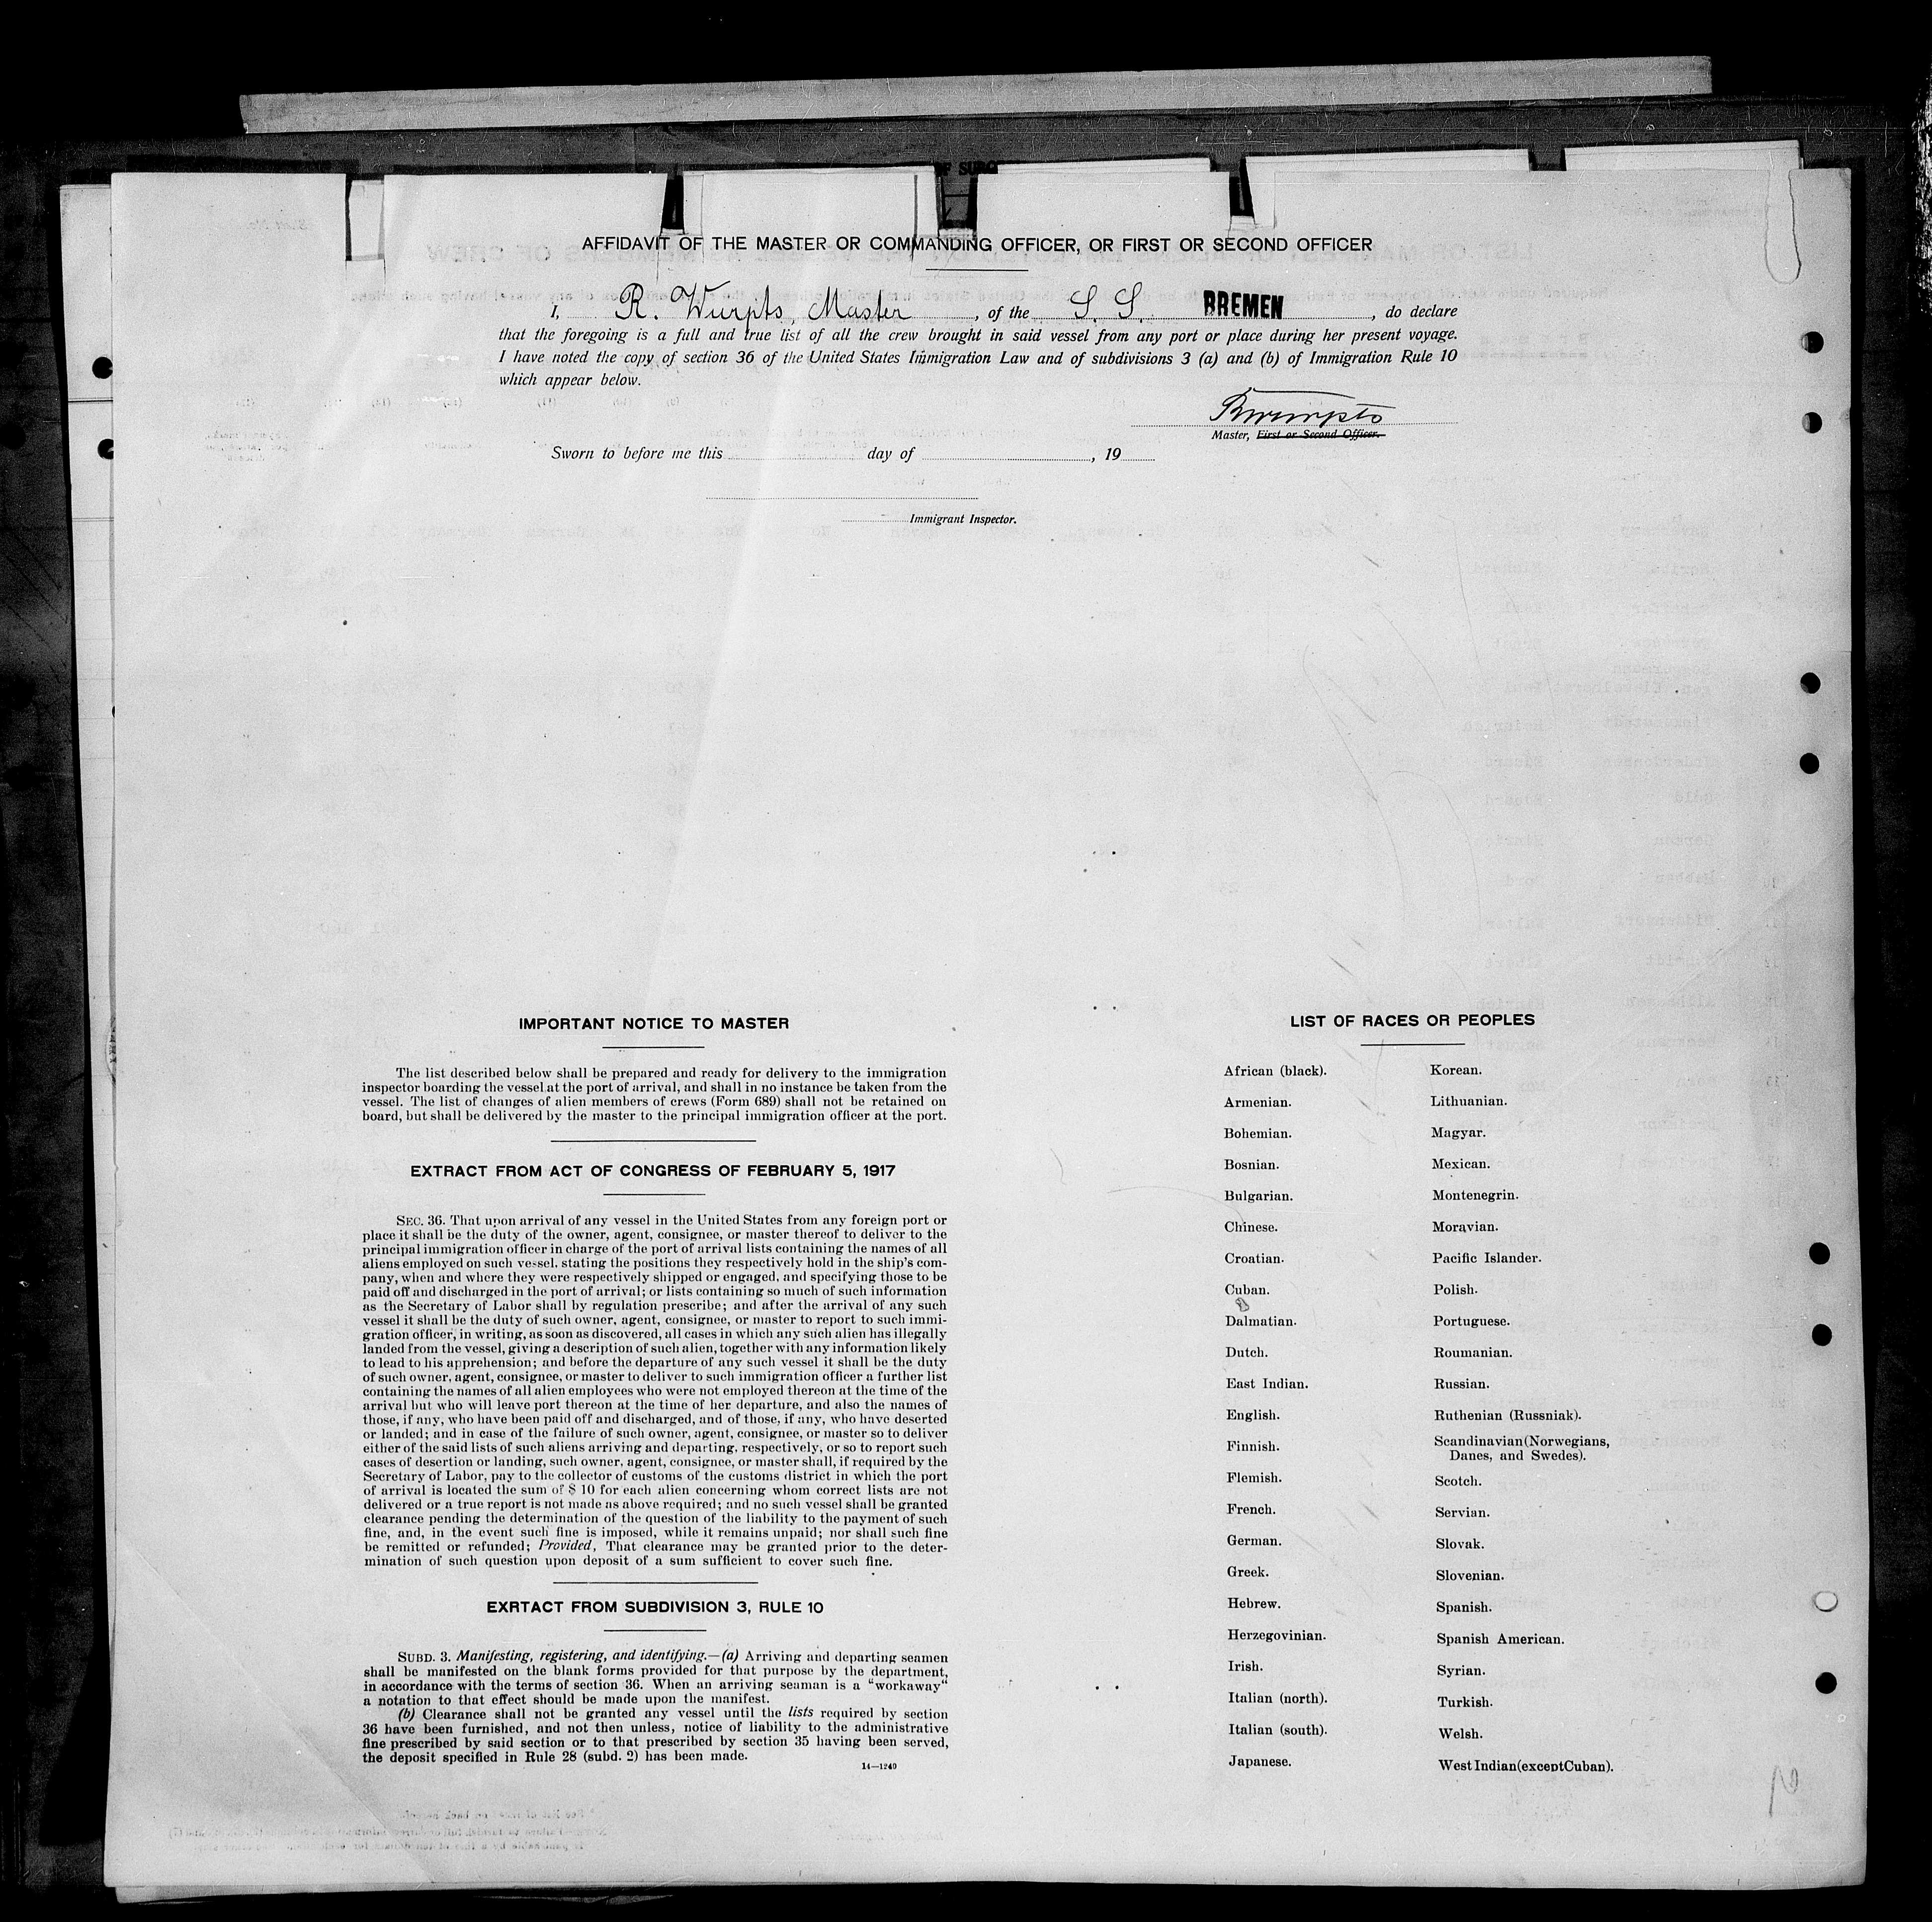 OF SURG
AFFIDAVIT OF THE MASTER OR COMMANDING OFFICER, OR FIRST OR SECOND OFFICER
I, R. Wurpts, Master, of the S. S. BREMEN, do declare
that the foregoing is a full and true list of all the crew brought in said vessel from any port or place during her present voyage.
I have noted the copy of section 36 of the United States Immigration Law and of subdivisions 3 (a) and (b) of Immigration Rule 10
which appear below.
RWurpts
Master, First or Second Officer.
Sworn to before me this day of , 19
Immigrant Inspector.
IMPORTANT NOTICE TO MASTER
The list described below shall be prepared and ready for delivery to the immigration
inspector boarding the vessel at the port of arrival, and shall in no instance be taken from the
vessel. The list of changes of alien members of crews (Form 689) shall not be retained on
board, but shall be delivered by the master to the principal immigration officer at the port.
EXTRACT FROM ACT OF CONGRESS OF FEBRUARY 5, 1917
SEC. 36. That upon arrival of any vessel in the United States from any foreign port or
place it shall be the duty of the owner, agent, consignee, or master thereof to deliver to the
principal immigration officer in charge of the port of arrival lists containing the names of all
aliens employed on such vessel, stating the positions they respectively hold in the ship's com-
pany, when and where they were respectively shipped or engaged, and specifying those to be
paid off and discharged in the port of arrival; or lists containing so much of such information
as the Secretary of Labor shall by regulation prescribe; and after the arrival of any such
vessel it shall be the duty of such owner, agent, consignee, or master to report to such immi-
gration officer, in writing, as soon as discovered, all cases in which any such alien has illegally
landed from the vessel, giving a description of such alien, together with any information likely
to lead to his apprehension; and before the departure of any such vessel it shall be the duty
of such owner, agent, consignee, or master to deliver to such immigration officer a further list
containing the names of all alien employees who were not employed thereon at the time of the
arrival but who will leave port thereon at the time of her departure, and also the names of
those, if any, who have been paid off and discharged, and of those, if any, who have deserted
or landed; and in case of the failure of such owner, agent, consignee, or master so to deliver
either of the said lists of such aliens arriving and departing, respectively, or so to report such
cases of desertion or landing, such owner, agent, consignee, or master shall, if required by the
Secretary of Labor, pay to the collector of customs of the customs district in which the port
of arrival is located the sum of $ 10 for each alien concerning whom correct lists are not
delivered or a true report is not made as above required; and no such vessel shall be granted
clearance pending the determination of the question of the liability to the payment of such
fine, and, in the event such fine is imposed, while it remains unpaid; nor shall such fine
be remitted or refunded; Provided, That clearance may be granted prior to the deter-
mination of such question upon deposit of a sum sufficient to cover such fine.
EXRTACT FROM SUBDIVISION 3, RULE 10
SUBD. 3. Manifesting, registering, and identifying.—(a) Arriving and departing seamen
shall be manifested on the blank forms provided for that purpose by the department,
in accordance with the terms of section 36. When an arriving seaman is a "workaway"
a notation to that effect should be made upon the manifest.
(b) Clearance shall not be granted any vessel until the lists required by section
36 have been furnished, and not then unless, notice of liability to the administrative
fine prescribed by said section or to that prescribed by section 35 having been served,
the deposit specified in Rule 28 (subd. 2) has been made.
14—1240
LIST OF RACES OR PEOPLES
African (black).
Armenian.
Bohemian.
Bosnian.
Bulgarian.
Chinese.
Croatian.
Cuban.
Dalmatian.
Dutch.
East Indian.
English.
Finnish.
Flemish.
French.
German.
Greek.
Hebrew.
Herzegovinian.
Irish.
Italian (north).
Italian (south).
Japanese.
Korean.
Lithuanian.
Magyar.
Mexican.
Montenegrin.
Moravian.
Pacific Islander.
Polish.
Portuguese.
Roumanian.
Russian.
Ruthenian (Russniak).
Scandinavian(Norwegians,
Danes, and Swedes).
Scotch.
Servian.
Slovak.
Slovenian.
Spanish.
Spanish American.
Syrian.
Turkish.
Welsh.
West Indian(exceptCuban).